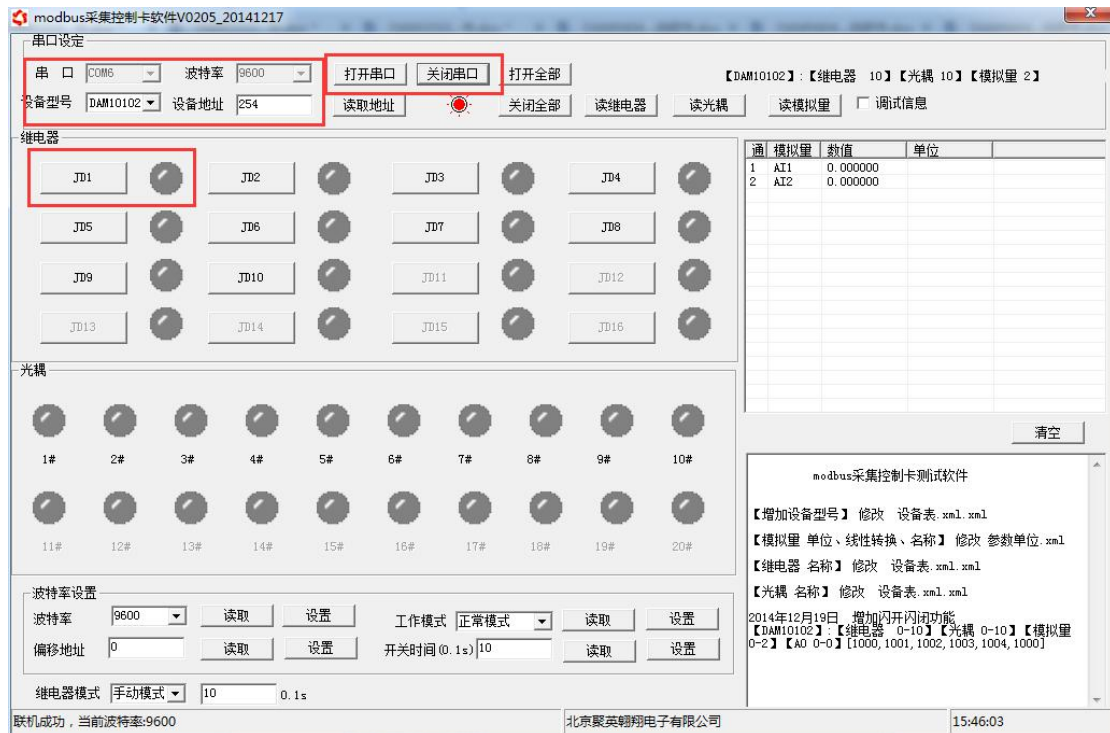 modbus采集控制卡软件V0205_20141217
串口设定
串 口 COM6 波特率 9600 打开串口 关闭串口 打开全部 【DAM10102】:【继电器 10】【光耦 10】【模拟量 2】
设备型号 DAM10102 设备地址 254 读取地址 关闭全部 读继电器 读光耦 读模拟量 调试信息
继电器
JD1 JD2 JD3 JD4
JD5 JD6 JD7 JD8
JD9 JD10 JD11 JD12
JD13 JD14 JD15 JD16
通 模拟量 数值 单位
1 AI1 0.000000
2 AI2 0.000000
光耦
1# 2# 3# 4# 5# 6# 7# 8# 9# 10#
11# 12# 13# 14# 15# 16# 17# 18# 19# 20#
清空
modbus采集控制卡测试软件
【增加设备型号】 修改 设备表.xml.xml
【模拟量 单位、线性转换、名称】 修改 参数单位.xml
【继电器 名称】 修改 设备表.xml.xml
【光耦 名称】 修改 设备表.xml.xml
2014年12月19日 增加闪开闪闭功能
【DAM10102】:【继电器 0-10】【光耦 0-10】【模拟量
0-2】【AO 0-0】[1000,1001,1002,1003,1004,1000]
波特率设置
波特率 9600 读取 设置 工作模式 正常模式 读取 设置
偏移地址 0 读取 设置 开关时间(0.1s) 10 读取 设置
继电器模式 手动模式 10 0.1s
联机成功，当前波特率:9600 北京聚英翱翔电子有限公司 15:46:03